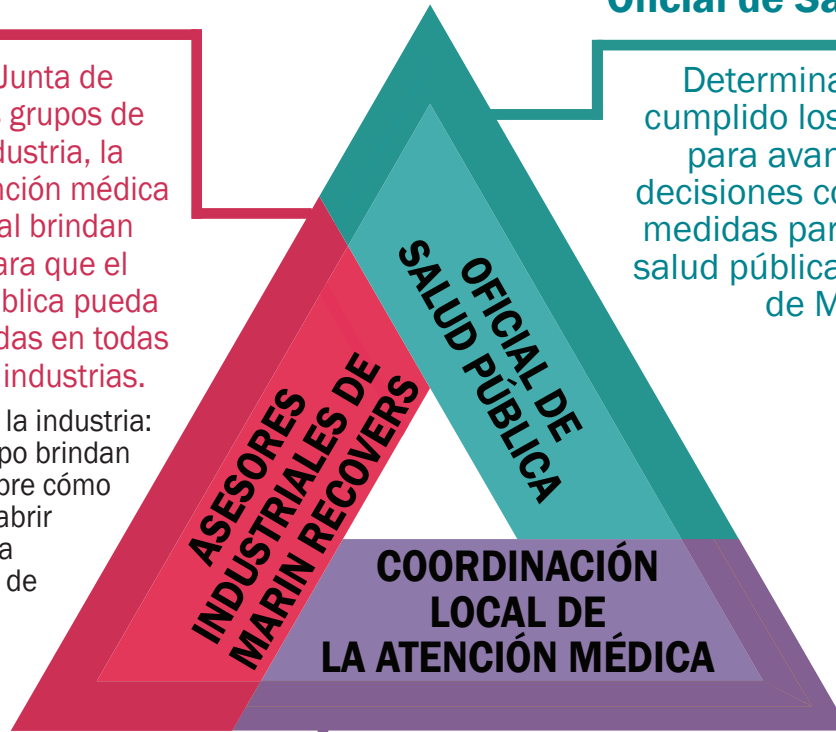 Oficial de Sa
Junta de
grupos de
dustria, la
nción médica
al brindan
ara que el
blica pueda
das en todas
industrias.
la industria:
po brindan
bre cómo
abrir
a
de
Determina
cumplido los
para avan
decisiones co
medidas par
salud pública
de M
OFICIAL DE
SALUD PÚBLICA
ASESORES
INDUSTRIALES DE
MARIN RECOVERS
COORDINACIÓN
LOCAL DE
LA ATENCIÓN MÉDICA